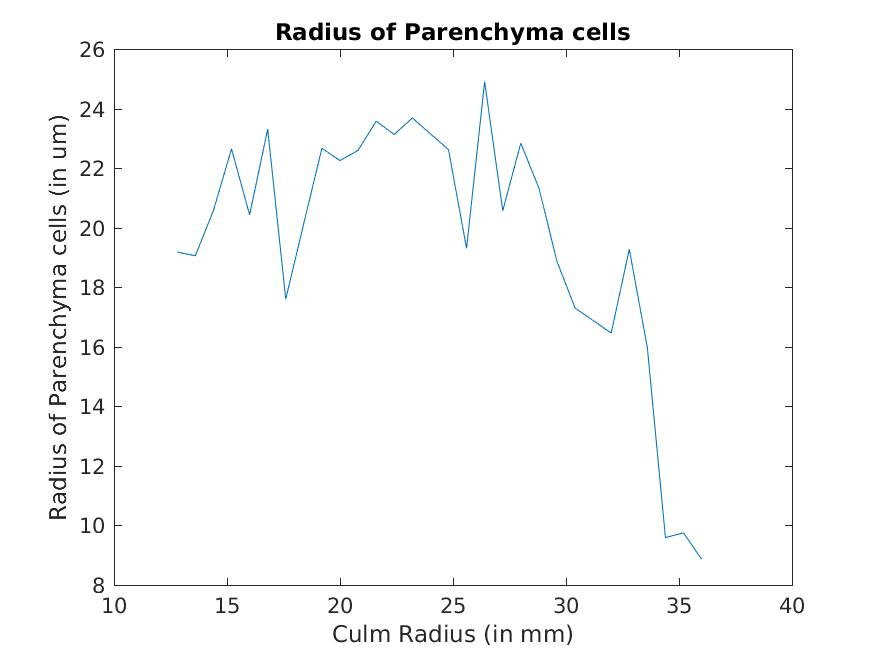 Radius of Parenchyma cells
26
24
22
20
18
16
14
12
10
8
Radius of Parenchyma cells (in um)
10 15 20 25 30 35 40
Culm Radius (in mm)